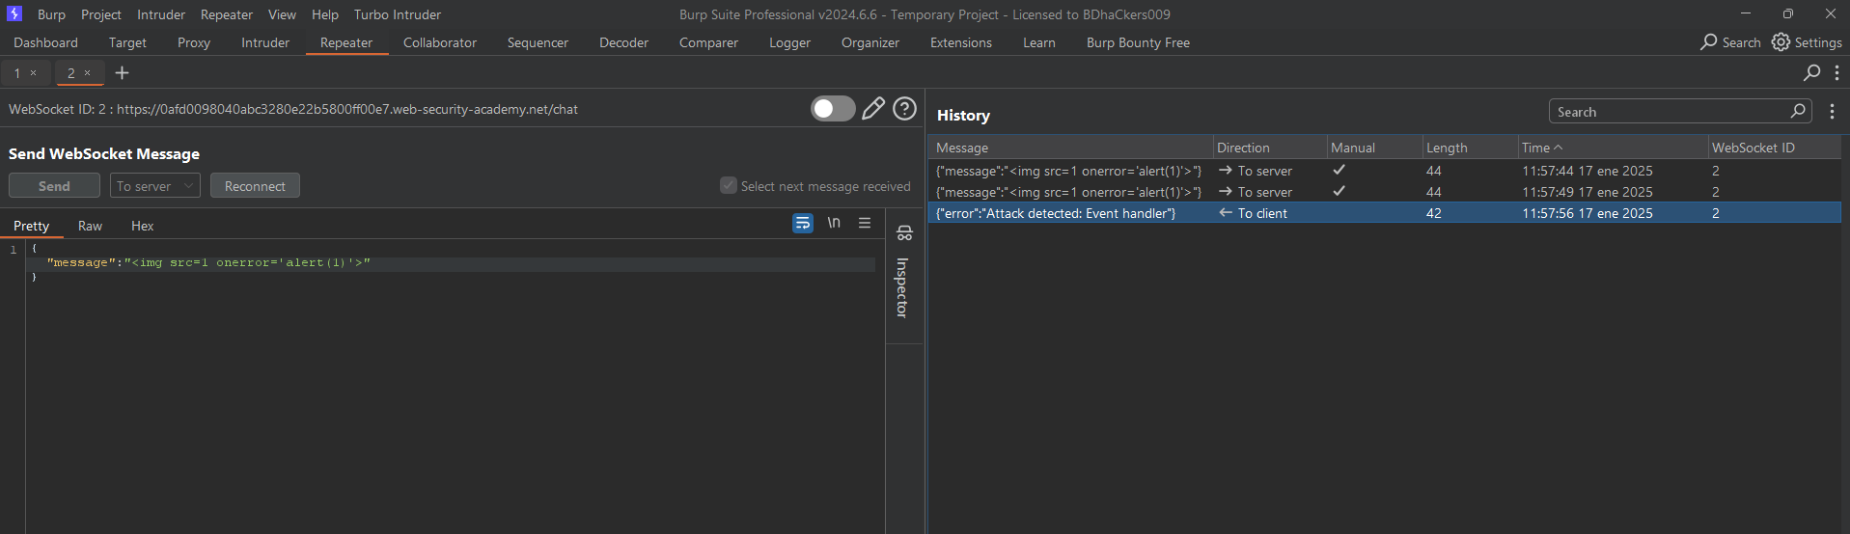 Burp Project Intruder Repeater View Help Turbo Intruder Burp Suite Professional v2024.6.6 - Temporary Project - Licensed to BDhaCkers009
Dashboard Target Proxy Intruder Repeater Collaborator Sequencer Decoder Comparer Logger Organizer Extensions Learn Burp Bounty Free Search Settings
1 × 2 × +
WebSocket ID: 2 : https://0afd0098040abc3280e22b5800ff00e7.web-security-academy.net/chat
Send WebSocket Message
Send To server Reconnect Select next message received
Pretty Raw Hex \n
1 {
"message":"<img src=1 onerror='alert(1)'>"
}
Inspector
History Search
Message Direction Manual Length Time WebSocket ID
{"message":"<img src=1 onerror='alert(1)'>"} → To server ✓ 44 11:57:44 17 ene 2025 2
{"message":"<img src=1 onerror='alert(1)'>"} → To server ✓ 44 11:57:49 17 ene 2025 2
{"error":"Attack detected: Event handler"} ← To client 42 11:57:56 17 ene 2025 2